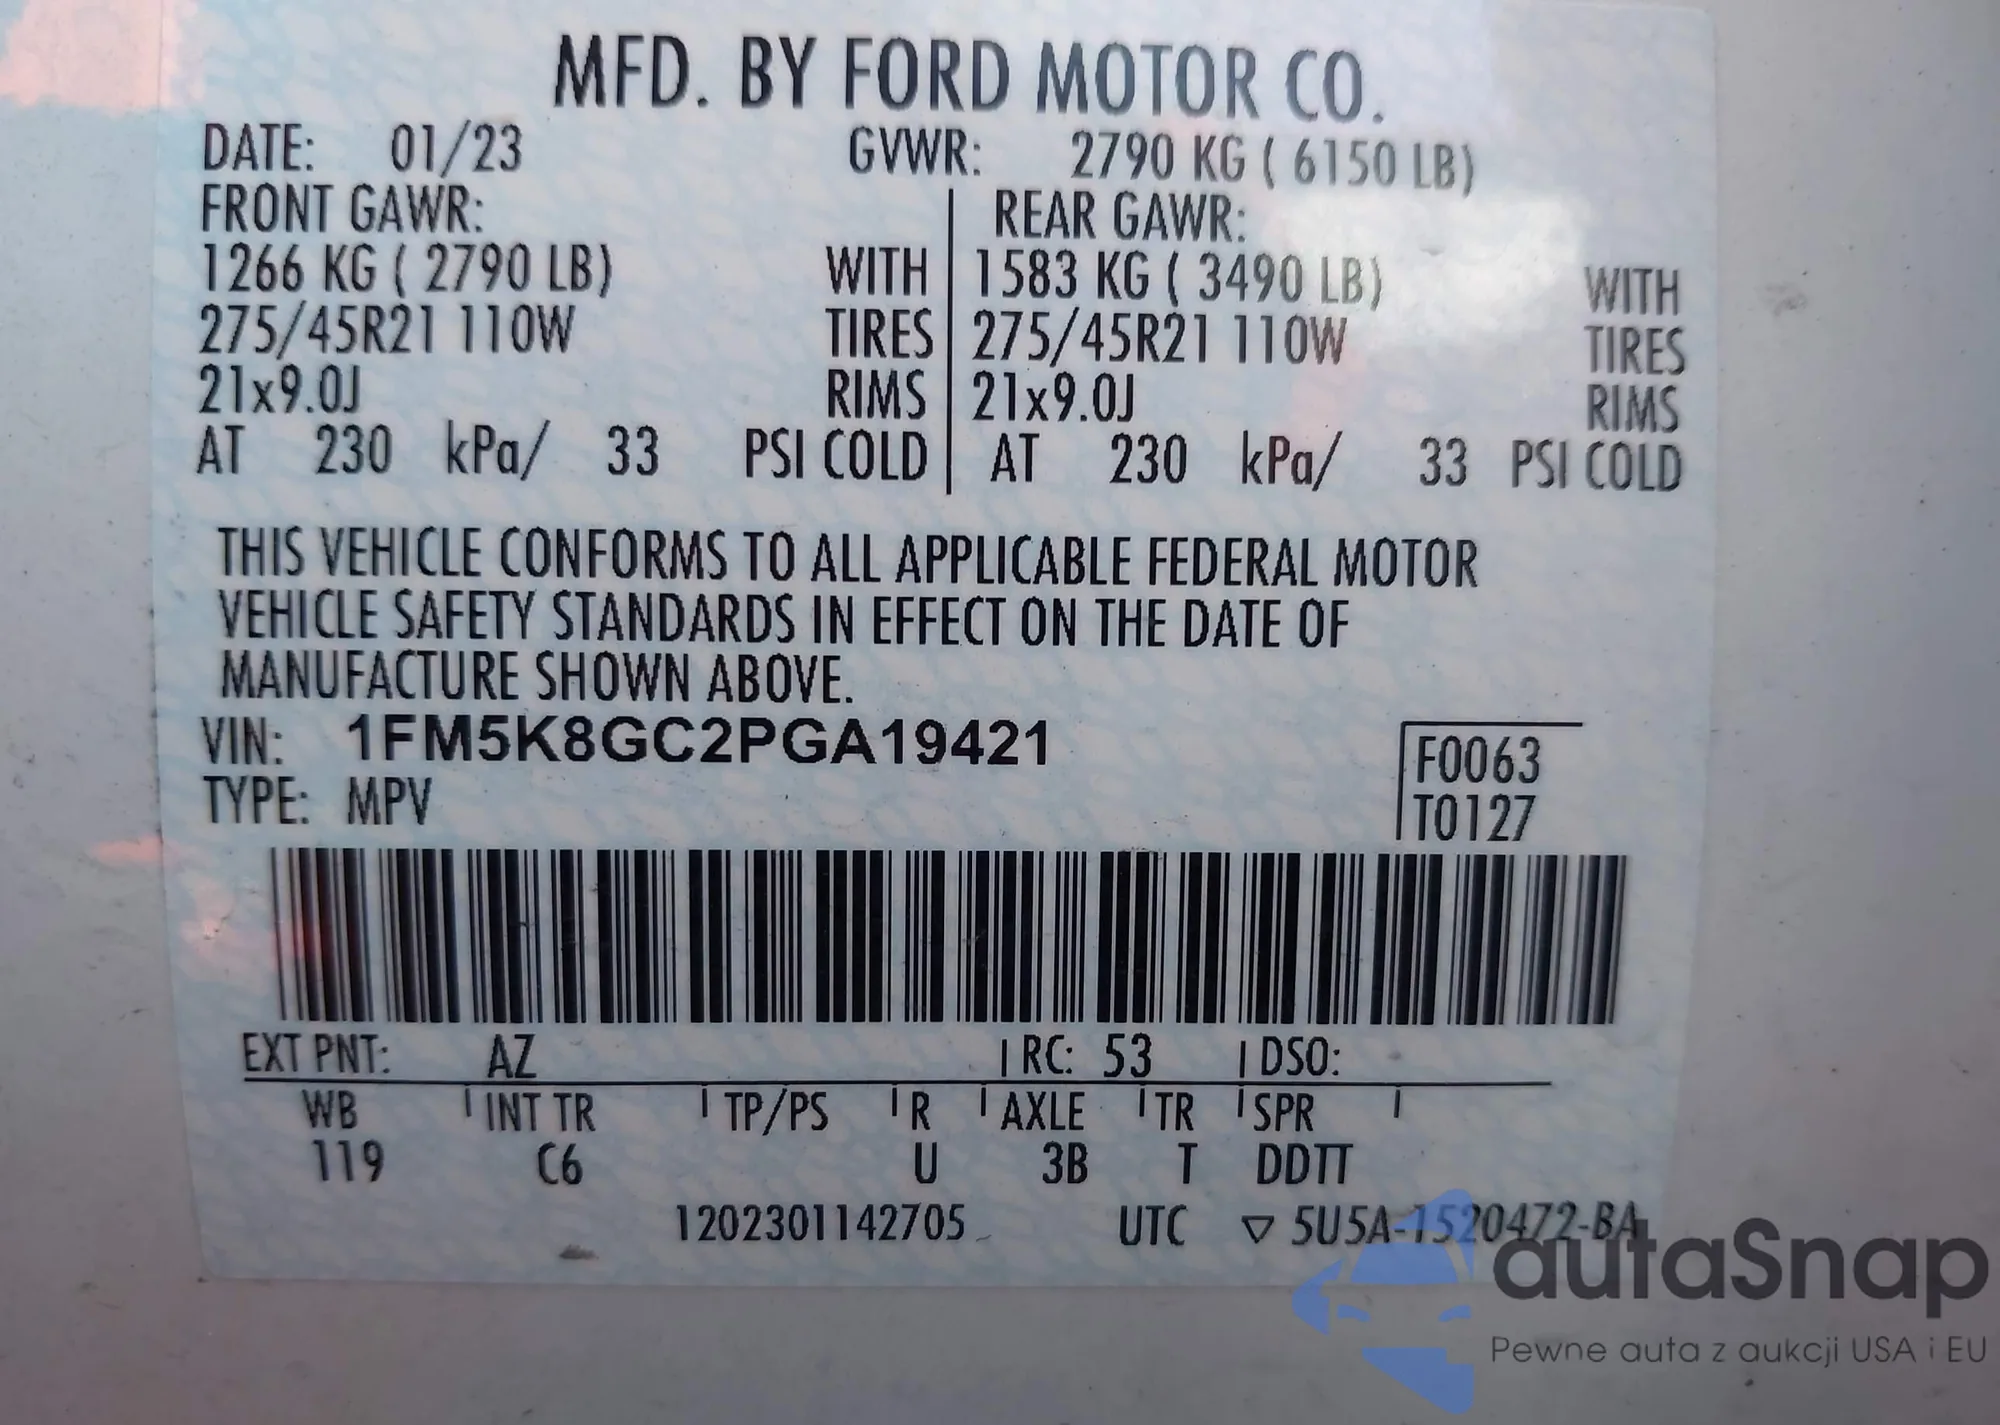 MFD. BY FORD MOTOR CO.
DATE: 01/23 GVWR: 2790 KG ( 6150 LB)
FRONT GAWR: REAR GAWR:
1266 KG ( 2790 LB) WITH 1583 KG ( 3490 LB) WITH
275/45R21 110W TIRES 275/45R21 110W TIRES
21x9.0J RIMS 21x9.0J RIMS
AT 230 kPa/ 33 PSI COLD AT 230 kPa/ 33 PSI COLD
THIS VEHICLE CONFORMS TO ALL APPLICABLE FEDERAL MOTOR
VEHICLE SAFETY STANDARDS IN EFFECT ON THE DATE OF
MANUFACTURE SHOWN ABOVE.
VIN: 1FM5K8GC2PGA19421
F0063
TYPE: MPV
T0127
EXT PNT: AZ RC: 53 DSO:
WB INT TR TP/PS R AXLE TR SPR
119 C6 U 3B T DDTT
1202301142705 UTC ▽ 5U5A-1520472-BA
autaSnap
Pewne auta z aukcji USA i EU